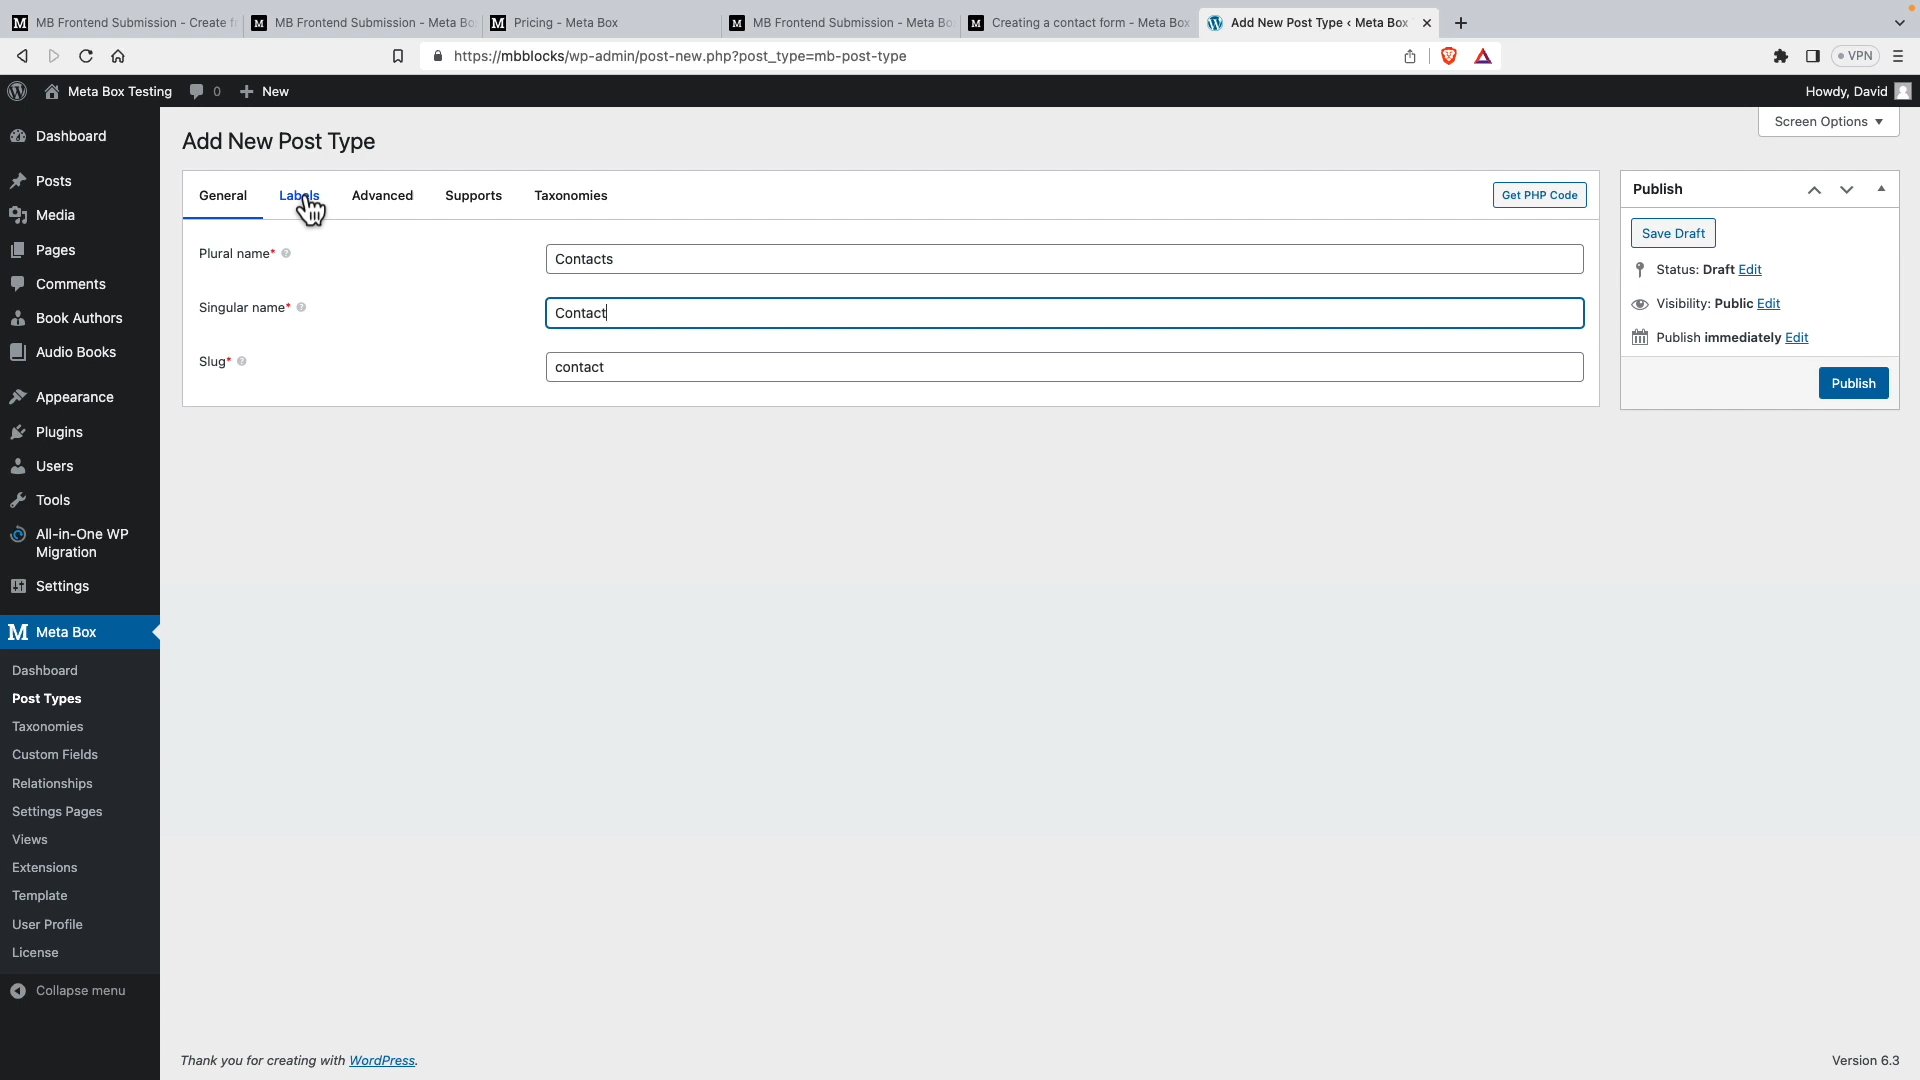 MB Frontend Submission - Create f
MB Frontend Submission - Meta Bo
Pricing - Meta Box
MB Frontend Submission - Meta Bo
Creating a contact form - Meta Box
Add New Post Type ‹ Meta Box
https://mbblocks/wp-admin/post-new.php?post_type=mb-post-type
VPN
Meta Box Testing
0
New
Howdy, David
Screen Options
Dashboard
Posts
Media
Pages
Comments
Book Authors
Audio Books
Appearance
Plugins
Users
Tools
All-in-One WP
Migration
Settings
Meta Box
Dashboard
Post Types
Taxonomies
Custom Fields
Relationships
Settings Pages
Views
Extensions
Template
User Profile
License
Collapse menu
Add New Post Type
General
Labels
Advanced
Supports
Taxonomies
Get PHP Code
Plural name*
Contacts
Singular name*
Contact
Slug*
contact
Publish
Save Draft
Status: Draft Edit
Visibility: Public Edit
Publish immediately Edit
Publish
Thank you for creating with WordPress.
Version 6.3